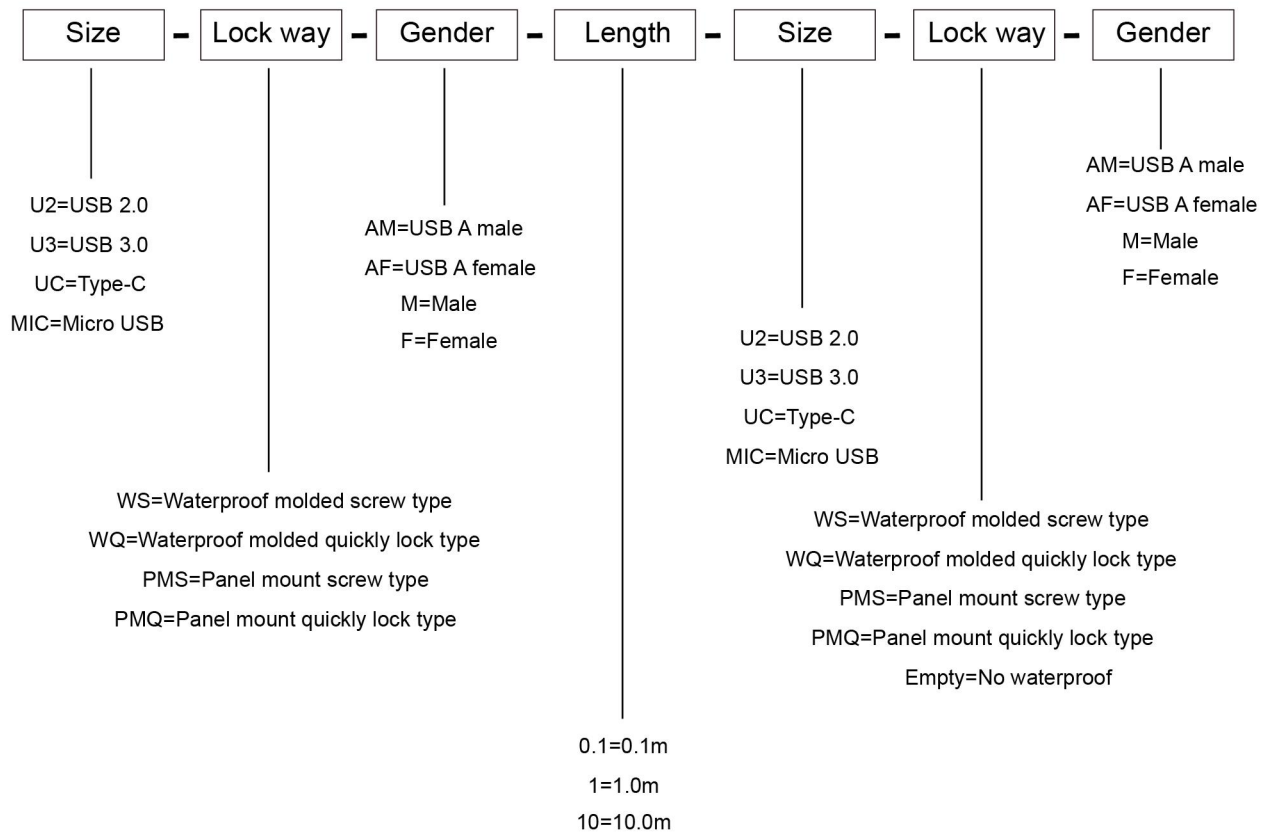 Size - Lock way - Gender - Length - Size - Lock way - Gender
U2=USB 2.0
U3=USB 3.0
UC=Type-C
MIC=Micro USB
WS=Waterproof molded screw type
WQ=Waterproof molded quickly lock type
PMS=Panel mount screw type
PMQ=Panel mount quickly lock type
AM=USB A male
AF=USB A female
M=Male
F=Female
0.1=0.1m
1=1.0m
10=10.0m
U2=USB 2.0
U3=USB 3.0
UC=Type-C
MIC=Micro USB
WS=Waterproof molded screw type
WQ=Waterproof molded quickly lock type
PMS=Panel mount screw type
PMQ=Panel mount quickly lock type
Empty=No waterproof
AM=USB A male
AF=USB A female
M=Male
F=Female